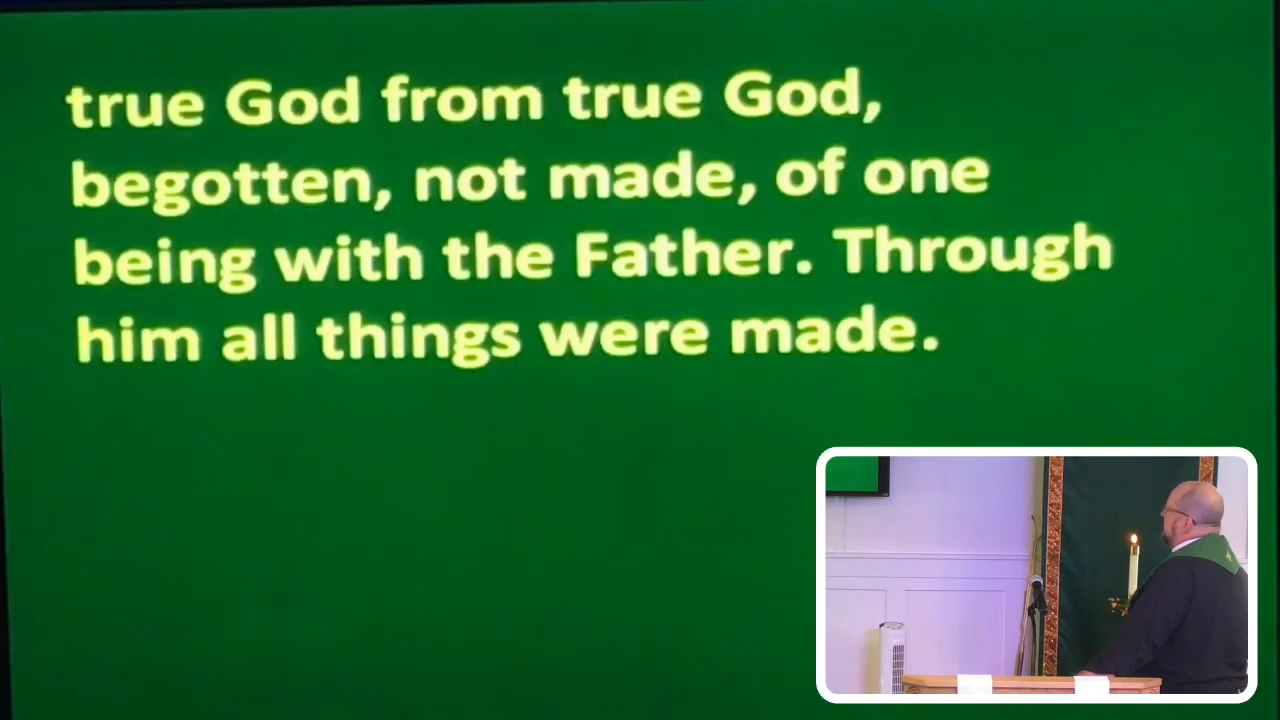 true God from true God,
begotten, not made, of one
being with the Father. Through
him all things were made.